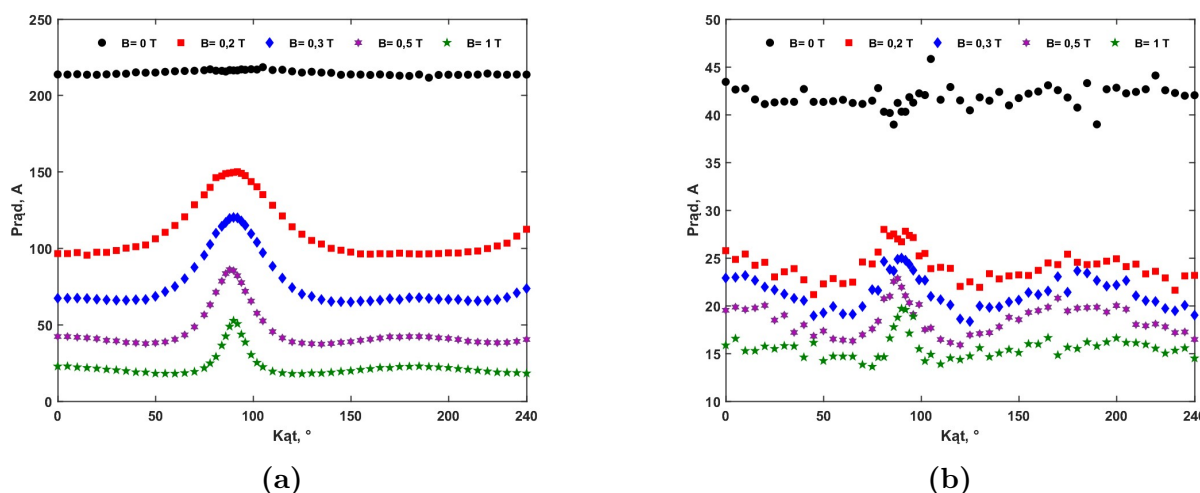 250
200
150
100
50
0
0 50 100 150 200 240
Prąd, A
Kąt, °
B= 0 T B= 0,2 T B= 0,3 T B= 0,5 T B= 1 T
(a)
50
45
40
35
30
25
20
15
10
0 50 100 150 200 240
Prąd, A
Kąt, °
B= 0 T B= 0,2 T B= 0,3 T B= 0,5 T B= 1 T
(b)